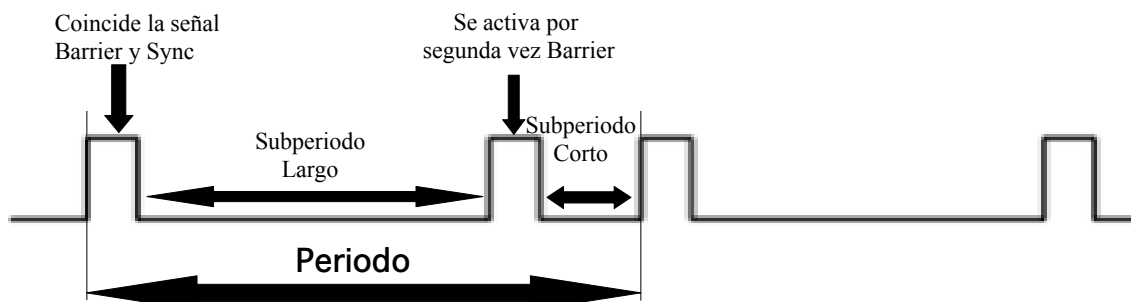 Coincide la señal
Barrier y Sync
Se activa por
segunda vez Barrier
Subperiodo
Largo
Subperiodo
Corto
Periodo